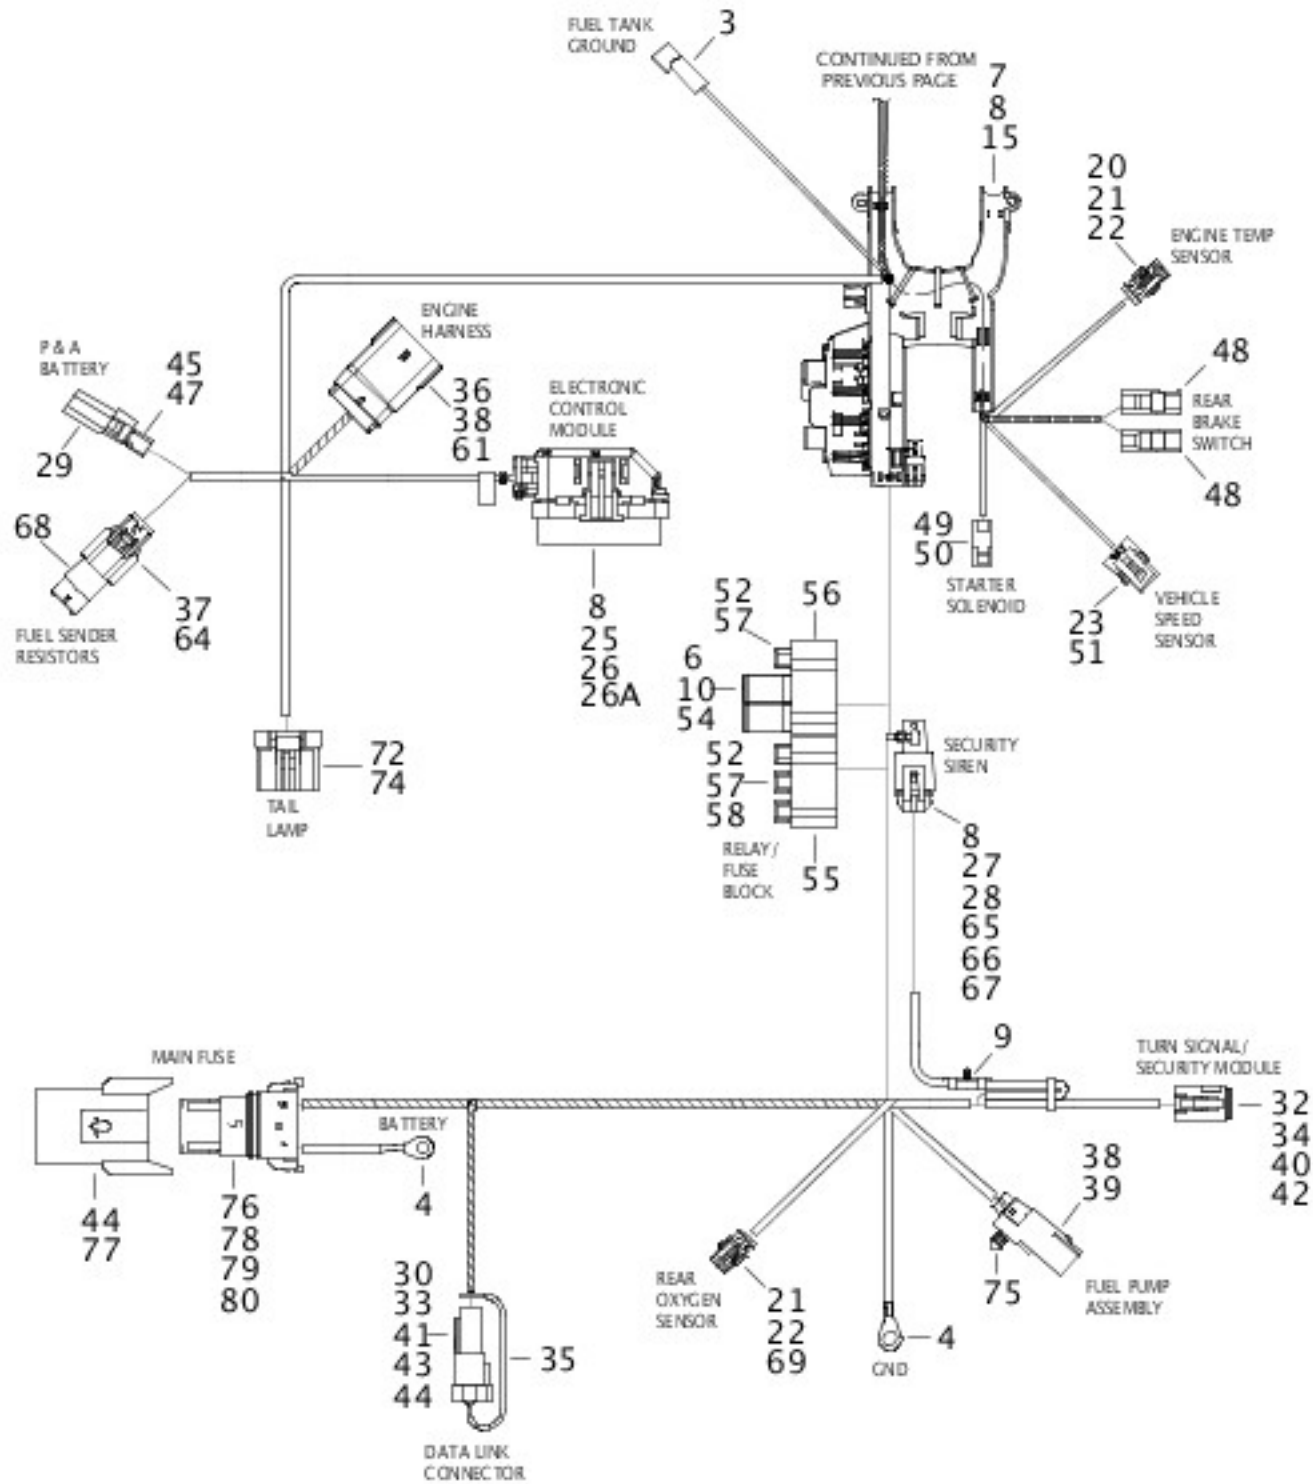 FUEL TANK
GROUND
3
CONTINUED FROM
PREVIOUS PAGE
7
8
15
20
21
22
ENGINE TEMP
SENSOR
ENGINE
HARNESS
36
38
61
P & A
BATTERY
45
47
29
ELECTRONIC
CONTROL
MODULE
48
REAR
BRAKE
SWITCH
48
68
37
64
FUEL SENDER
RESISTORS
8
25
26
26A
49
50
STARTER
SOLENOID
23
51
VEHICLE
SPEED
SENSOR
52
57
56
6
10
54
52
57
58
RELAY/
FUSE
BLOCK
55
72
74
TAIL
LAMP
SECURITY
SIREN
8
27
28
65
66
67
9
TURN SIGNAL/
SECURITY MODULE
32
34
40
42
MAIN FUSE
BATTERY
4
44
77
76
78
79
80
30
33
41
43
44
35
DATA LINK
CONNECTOR
REAR
OXYGEN
SENSOR
21
22
69
4
GND
38
39
75
FUEL PUMP
ASSEMBLY